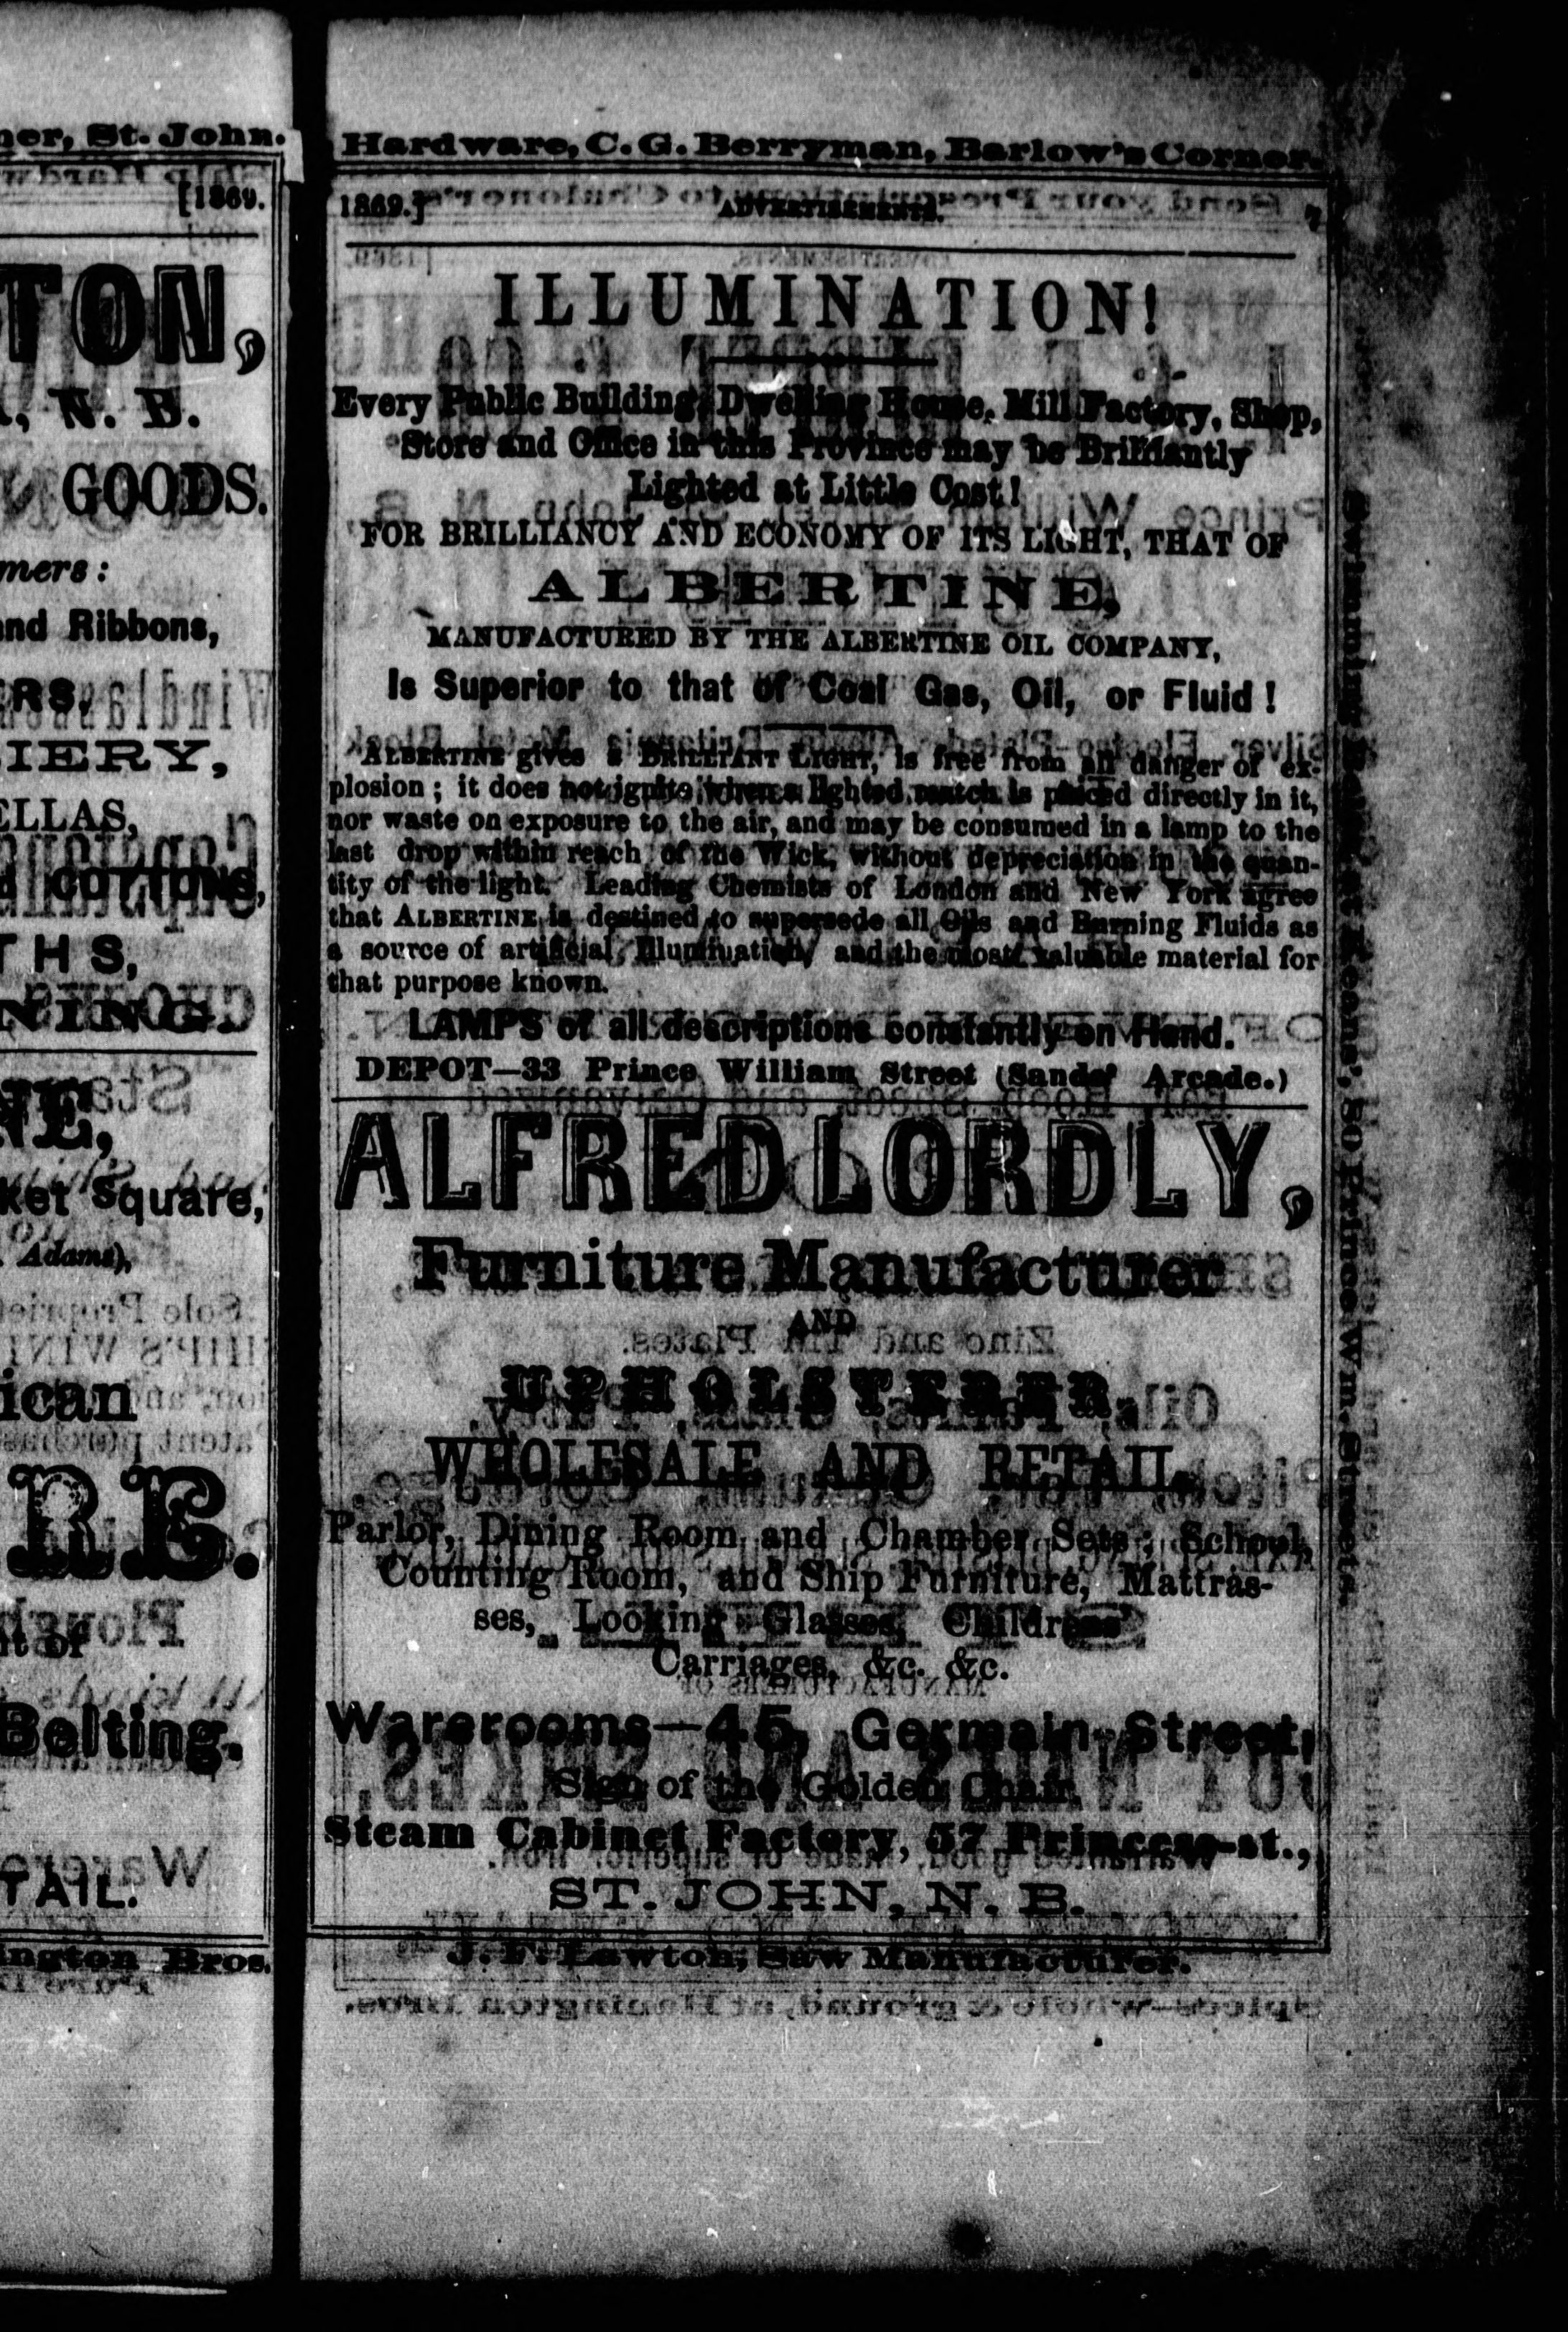 er, St. John.
[1869.
TON,
N. B.
GOODS.
mers:
and Ribbons,
RS,
IERY,
ELLAS,
COTTONS,
THS,
NING.
NE,
ket Square,
Adams),
ican
RE.
nt of
Belting.
TAIL.
ington Bros.
Hardware, C. G. Berryman, Barlow's Corner.
1869.] ADVERTISEMENTS. 7
ILLUMINATION!
Every Public Building, Dwelling House, Mill Factory, Shop,
Store and Office in this Province may be Brilliantly
Lighted at Little Cost!
FOR BRILLIANCY AND ECONOMY OF ITS LIGHT, THAT OF
ALBERTINE,
MANUFACTURED BY THE ALBERTINE OIL COMPANY,
Is Superior to that of Coal Gas, Oil, or Fluid!
ALBERTINE gives a BRILLIANT LIGHT, is free from all danger of ex-
plosion; it does not ignite when a lighted match is placed directly in it,
nor waste on exposure to the air, and may be consumed in a lamp to the
last drop within reach of the Wick, without depreciation in the quan-
tity of the light. Leading Chemists of London and New York agree
that ALBERTINE is destined to supersede all Oils and Burning Fluids as
a source of artificial Illumination and the most valuable material for
that purpose known.
LAMPS of all descriptions constantly on Hand.
DEPOT—33 Prince William Street (Sands' Arcade.)
ALFRED LORDLY,
Furniture Manufacturer
AND
UPHOLSTERER,
WHOLESALE AND RETAIL.
Parlor, Dining Room and Chamber Sets; School,
Counting Room, and Ship Furniture, Mattras-
ses, Looking Glasses, Childrens'
Carriages, &c. &c.
Warerooms—45, Germain Street,
Sign of the Golden Chair.
Steam Cabinet Factory, 57 Princess-st.,
ST. JOHN, N. B.
J. F. Lawton, Saw Manufacturer.
Swimming Belts, at Keans', 80 Prince Wm. Street.